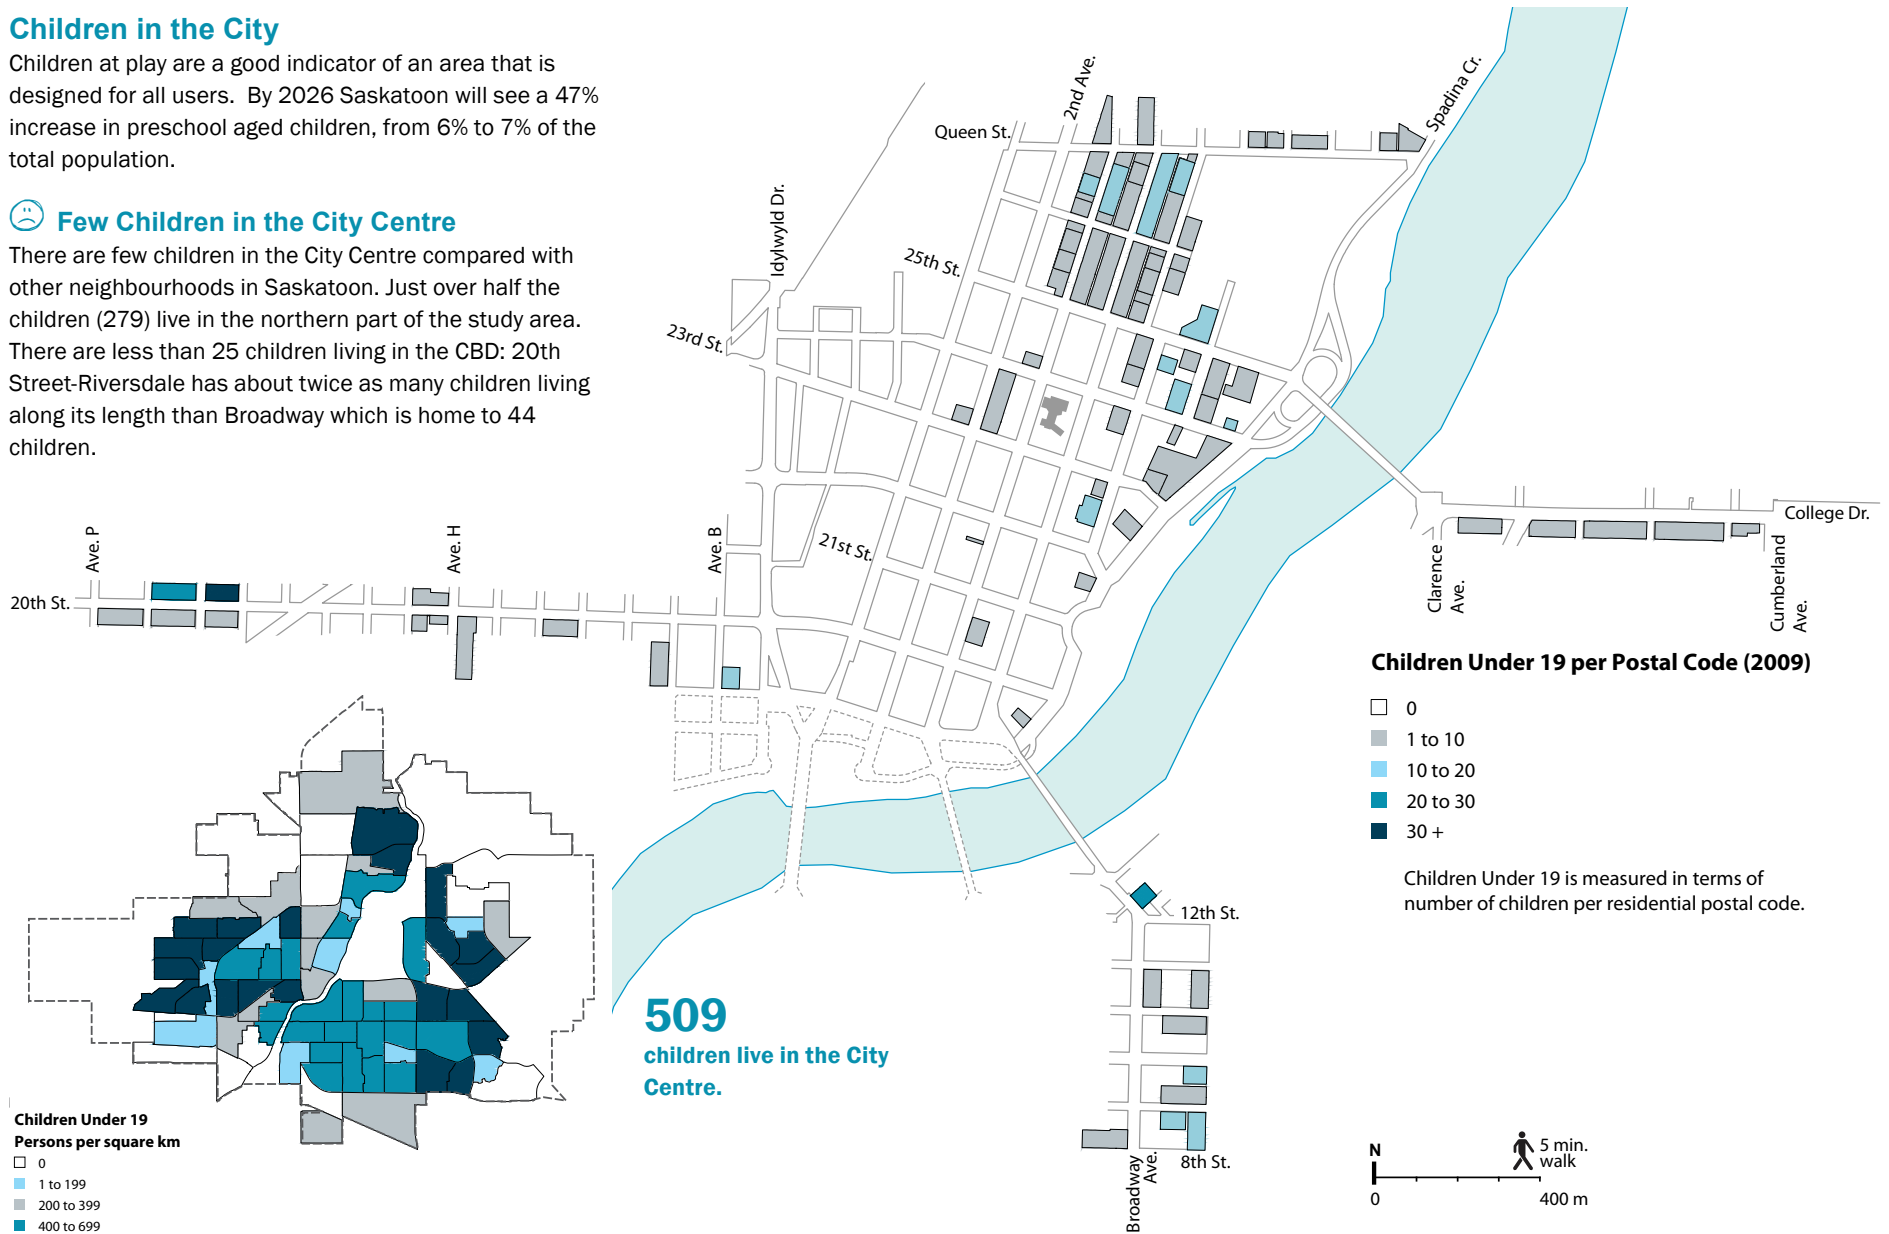 Children in the City
Children at play are a good indicator of an area that is
designed for all users.  By 2026 Saskatoon will see a 47%
increase in preschool aged children, from 6% to 7% of the
total population.
Few Children in the City Centre
There are few children in the City Centre compared with
other neighbourhoods in Saskatoon. Just over half the
children (279) live in the northern part of the study area.
There are less than 25 children living in the CBD: 20th
Street-Riversdale has about twice as many children living
along its length than Broadway which is home to 44
children.
2nd Ave.
Spadina Cr.
Queen St.
Idylwyld Dr.
25th St.
23rd St.
21st St.
Ave. P
Ave. H
Ave. B
20th St.
College Dr.
Clarence
Ave.
Cumberland
Ave.
12th St.
8th St.
Broadway
Ave.
Children Under 19 per Postal Code (2009)
0
1 to 10
10 to 20
20 to 30
30 +
Children Under 19 is measured in terms of
number of children per residential postal code.
509
children live in the City
Centre.
Children Under 19
Persons per square km
0
1 to 199
200 to 399
400 to 699
N
5 min.
walk
0
400 m